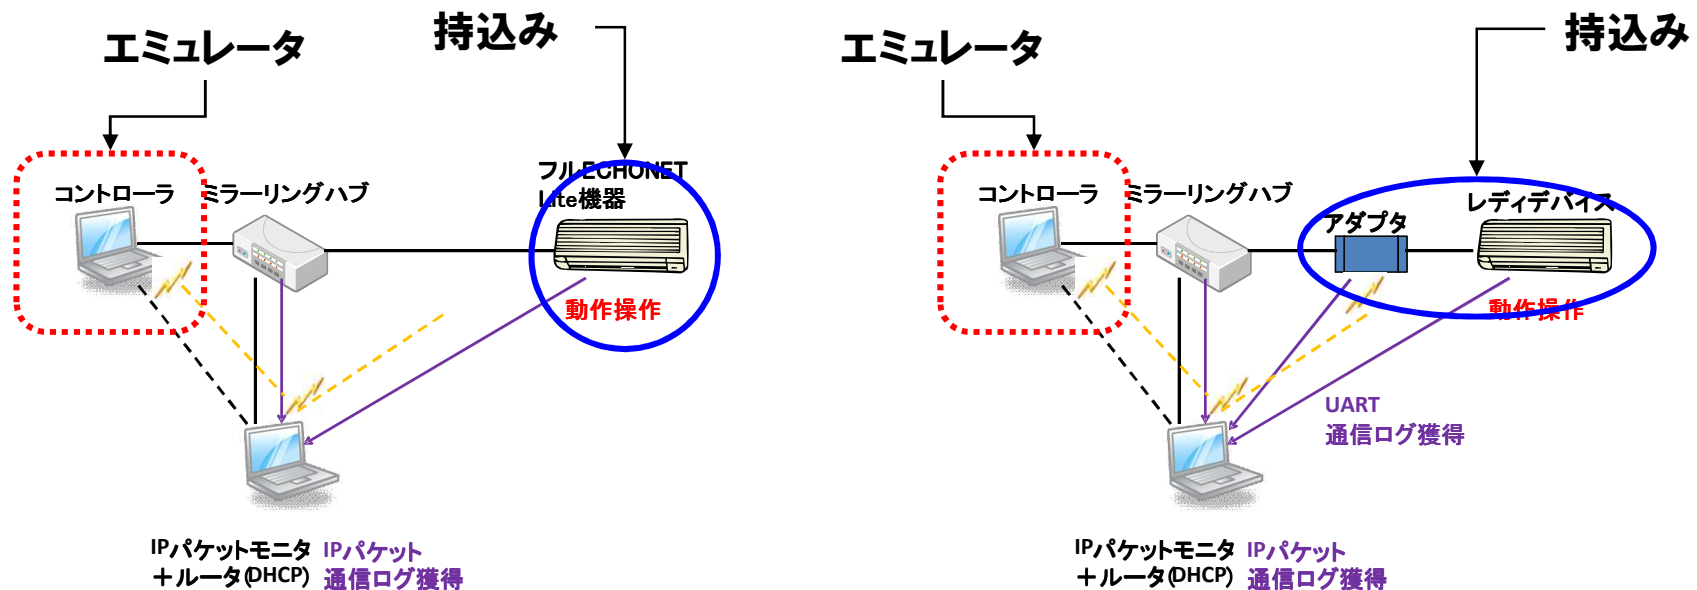 エミュレータ
持込み
コントローラ
ミラーリングハブ
フルECHONET
Lite機器
動作操作
IPパケットモニタ
＋ルータ(DHCP)
IPパケット
通信ログ獲得
エミュレータ
持込み
コントローラ
ミラーリングハブ
アダプタ
レディデバイス
動作操作
UART
通信ログ獲得
IPパケットモニタ
＋ルータ(DHCP)
IPパケット
通信ログ獲得